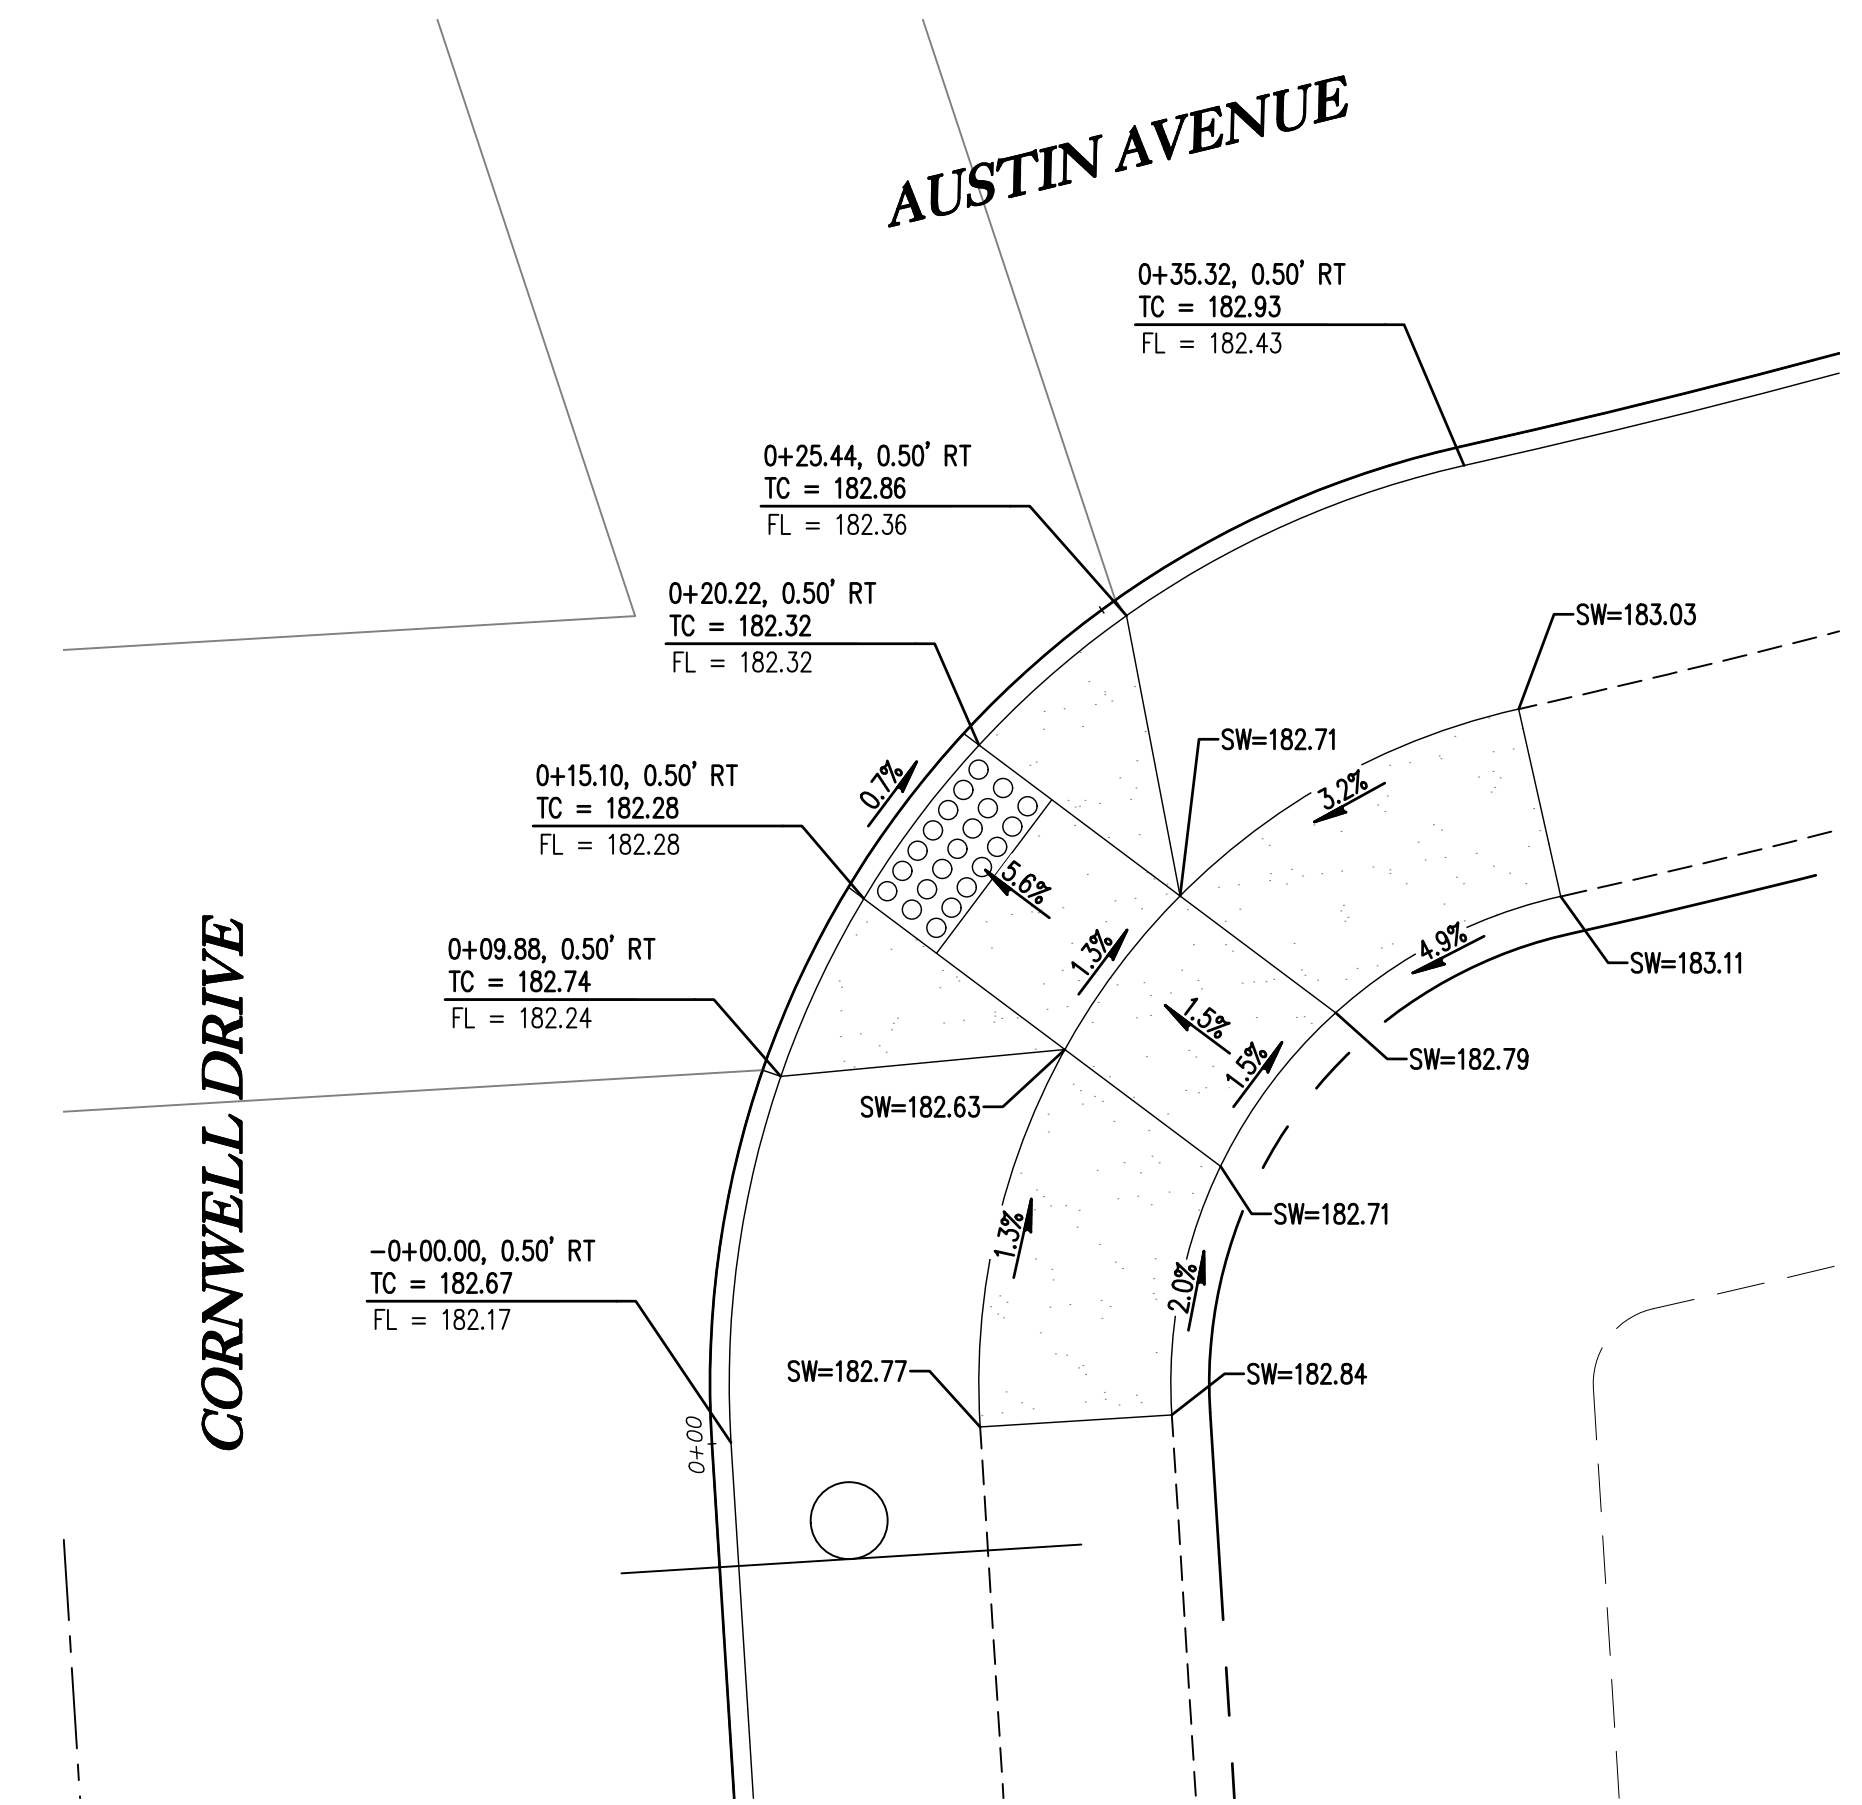 AUSTIN AVENUE
0+35.32, 0.50' RT
TC = 182.93
FL = 182.43
0+25.44, 0.50' RT
TC = 182.86
FL = 182.36
0+20.22, 0.50' RT
TC = 182.32
FL = 182.32
SW=183.03
SW=182.71
0+15.10, 0.50' RT
TC = 182.28
FL = 182.28
0.7%
3.2%
5.6%
0+09.88, 0.50' RT
TC = 182.74
FL = 182.24
1.3%
4.9%
SW=183.11
1.5%
1.5%
SW=182.79
SW=182.63
CORNWELL DRIVE
SW=182.71
-0+00.00, 0.50' RT
TC = 182.67
FL = 182.17
1.3%
2.0%
SW=182.77
SW=182.84
0+00